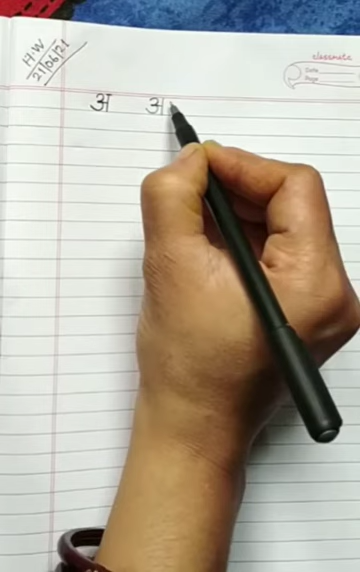 H.W
21/06/21
classmate
Date
Page
अ अ